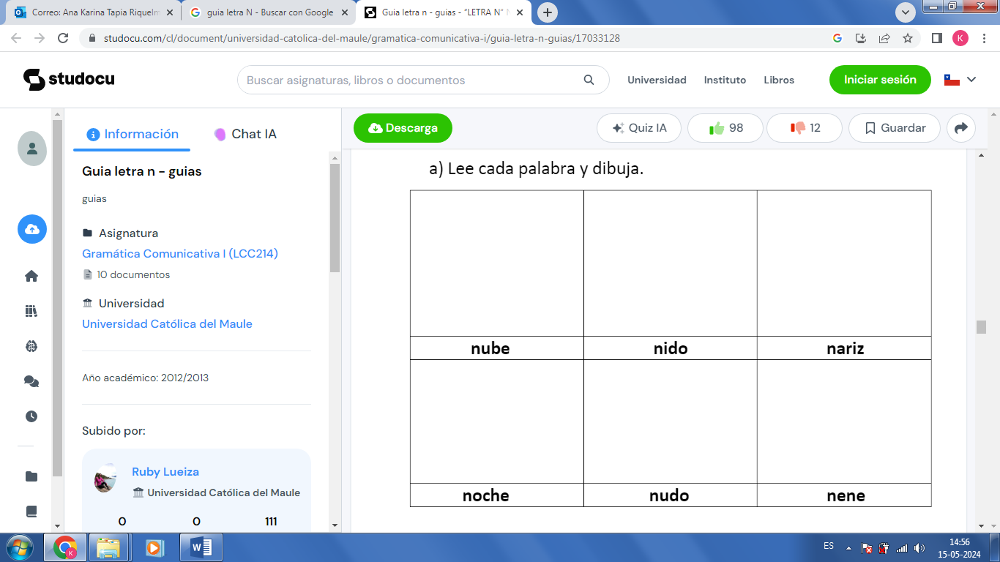 Correo: Ana Karina Tapia Riquelm
guia letra N - Buscar con Google
Guia letra n - guias - “LETRA N”
studocu.com/cl/document/universidad-catolica-del-maule/gramatica-comunicativa-i/guia-letra-n-guias/17033128
K
studocu
Buscar asignaturas, libros o documentos
Universidad
Instituto
Libros
Iniciar sesión
Información
Chat IA
Descarga
Quiz IA
98
12
Guardar
Guia letra n - guias
guias
Asignatura
Gramática Comunicativa I (LCC214)
10 documentos
Universidad
Universidad Católica del Maule
Año académico: 2012/2013
Subido por:
Ruby Lueiza
Universidad Católica del Maule
0 0 111
a) Lee cada palabra y dibuja.
nube nido nariz
noche nudo nene
ES
14:56
15-05-2024